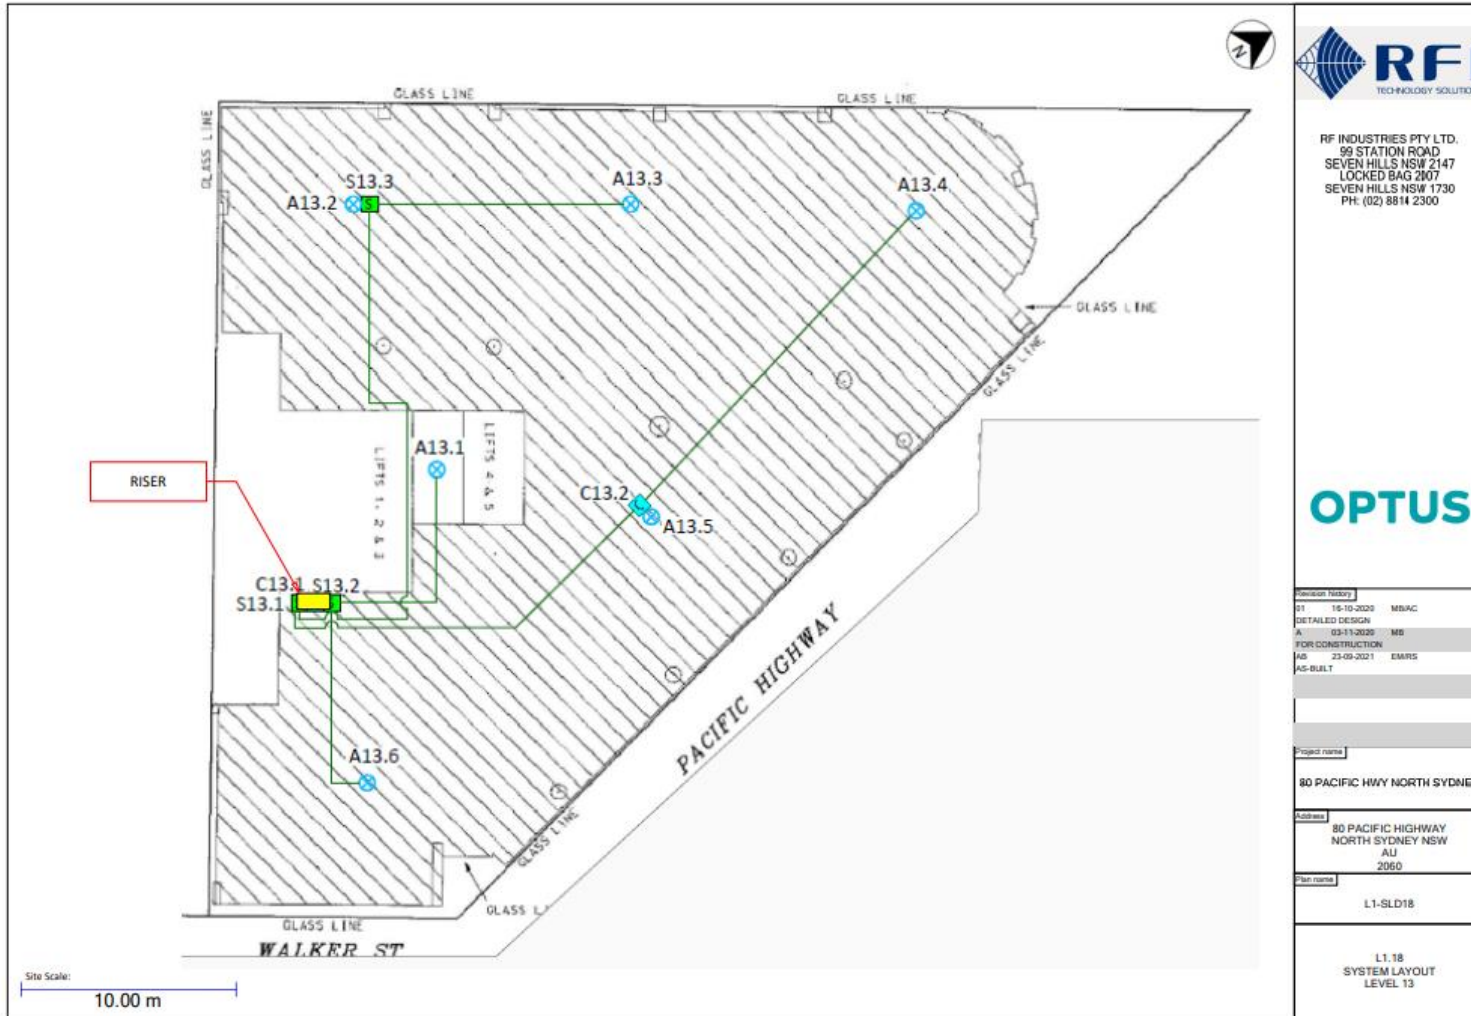 GLASS LINE
GLASS LINE
GLASS LINE
N
S13.3
A13.2
S
A13.3
A13.4
GLASS LINE
GLASS LINE
RISER
LIFTS 1, 2 & 3
A13.1
LIFTS 4 & 5
C13.2
C
A13.5
C13.1
S13.2
S13.1
PACIFIC HIGHWAY
A13.6
GLASS LINE
GLASS L
GLASS LINE
WALKER ST
Site Scale:
10.00 m
RF
TECHNOLOGY SOLUTIO
RF INDUSTRIES PTY LTD.
99 STATION ROAD
SEVEN HILLS NSW 2147
LOCKED BAG 2007
SEVEN HILLS NSW 1730
PH: (02) 8814 2300
OPTUS
Revision history
01 16-10-2020 MB/AC
DETAILED DESIGN
A 03-11-2020 MB
FOR CONSTRUCTION
AB 23-09-2021 EM/RS
AS-BUILT
Project name
80 PACIFIC HWY NORTH SYDNE
Address
80 PACIFIC HIGHWAY
NORTH SYDNEY NSW
AU
2060
Plan name
L1-SLD18
L1.18
SYSTEM LAYOUT
LEVEL 13